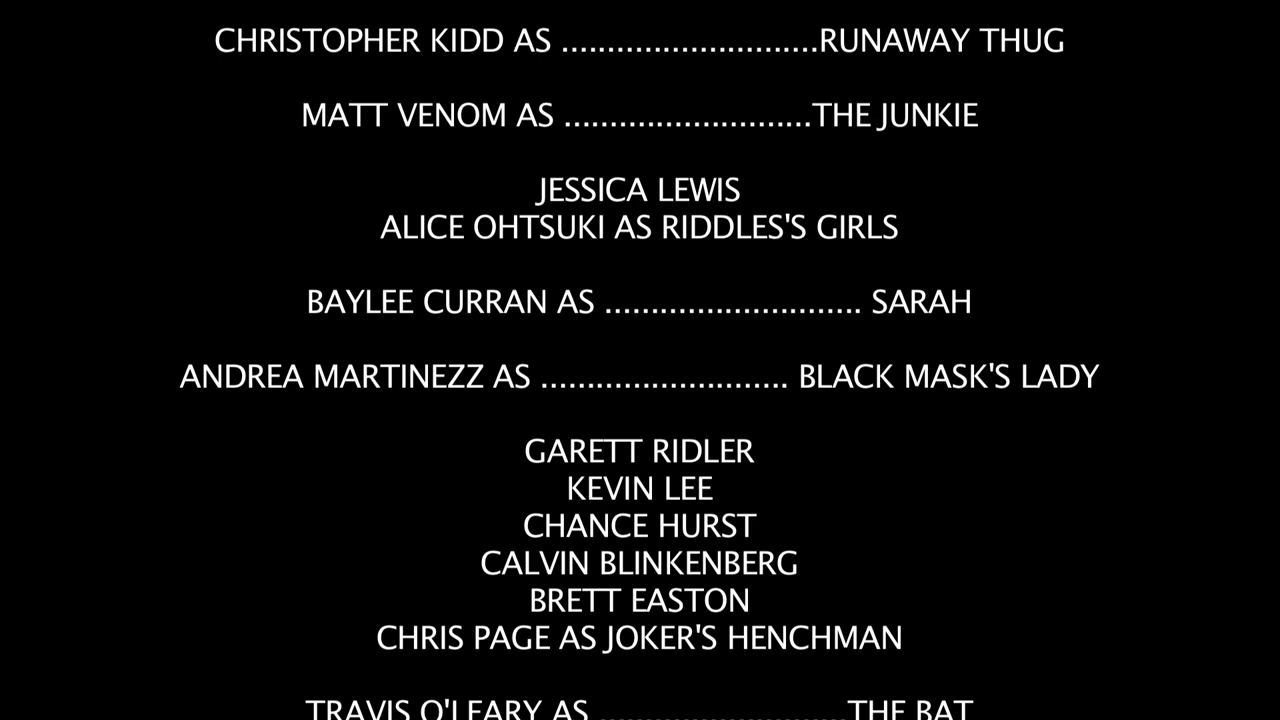 CHRISTOPHER KIDD AS ............................RUNAWAY THUG
MATT VENOM AS ...........................THE JUNKIE
JESSICA LEWIS
ALICE OHTSUKI AS RIDDLES'S GIRLS
BAYLEE CURRAN AS ............................ SARAH
ANDREA MARTINEZZ AS ........................... BLACK MASK'S LADY
GARETT RIDLER
KEVIN LEE
CHANCE HURST
CALVIN BLINKENBERG
BRETT EASTON
CHRIS PAGE AS JOKER'S HENCHMAN
TRAVIS O'LEARY AS ...........................THE BAT